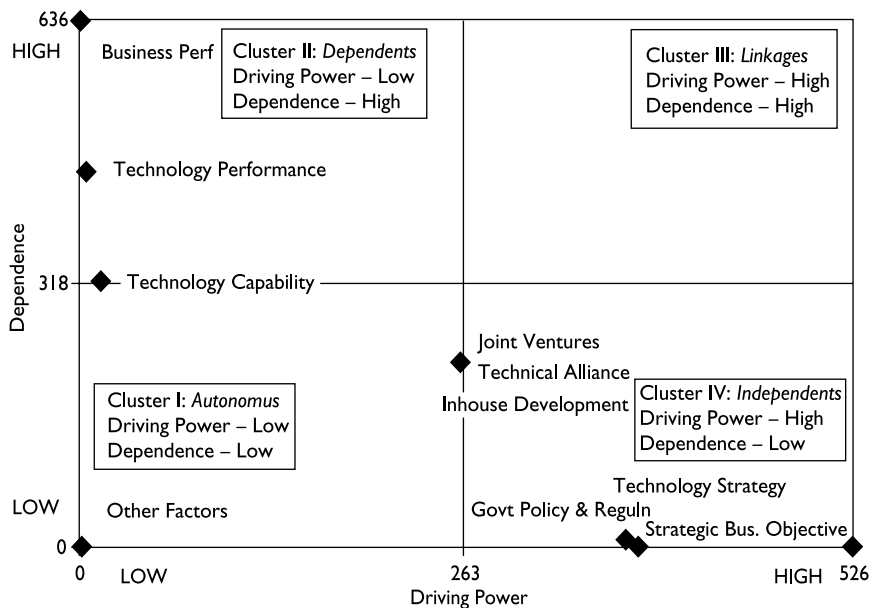 636
HIGH
Business Perf
Cluster II: Dependents
Driving Power – Low
Dependence – High
Cluster III: Linkages
Driving Power – High
Dependence – High
Technology Performance
Dependence
318
Technology Capability
Joint Ventures
Technical Alliance
Inhouse Development
Cluster I: Autonomus
Driving Power – Low
Dependence – Low
Cluster IV: Independents
Driving Power – High
Dependence – Low
Technology Strategy
LOW
Other Factors
Govt Policy & Reguln
Strategic Bus. Objective
0
0
LOW
263
HIGH
526
Driving Power